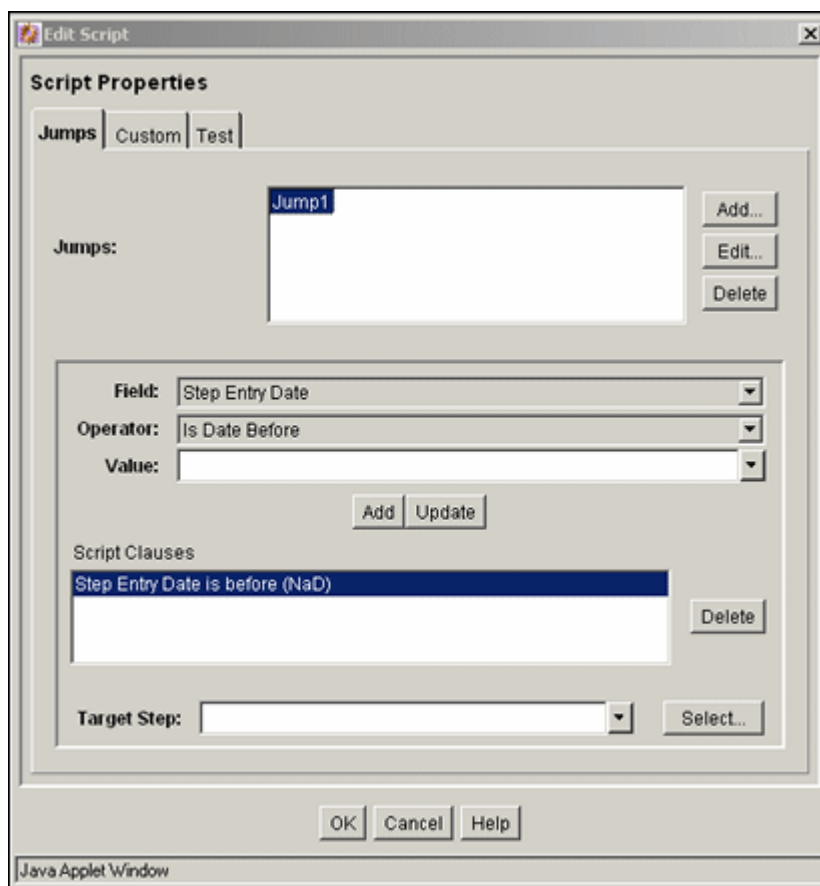 Edit Script
Script Properties
Jumps Custom Test
Jump1
Add...
Jumps:
Edit...
Delete
Field: Step Entry Date
Operator: Is Date Before
Value:
Add Update
Script Clauses
Step Entry Date is before (NaD)
Delete
Target Step:
Select...
OK Cancel Help
Java Applet Window